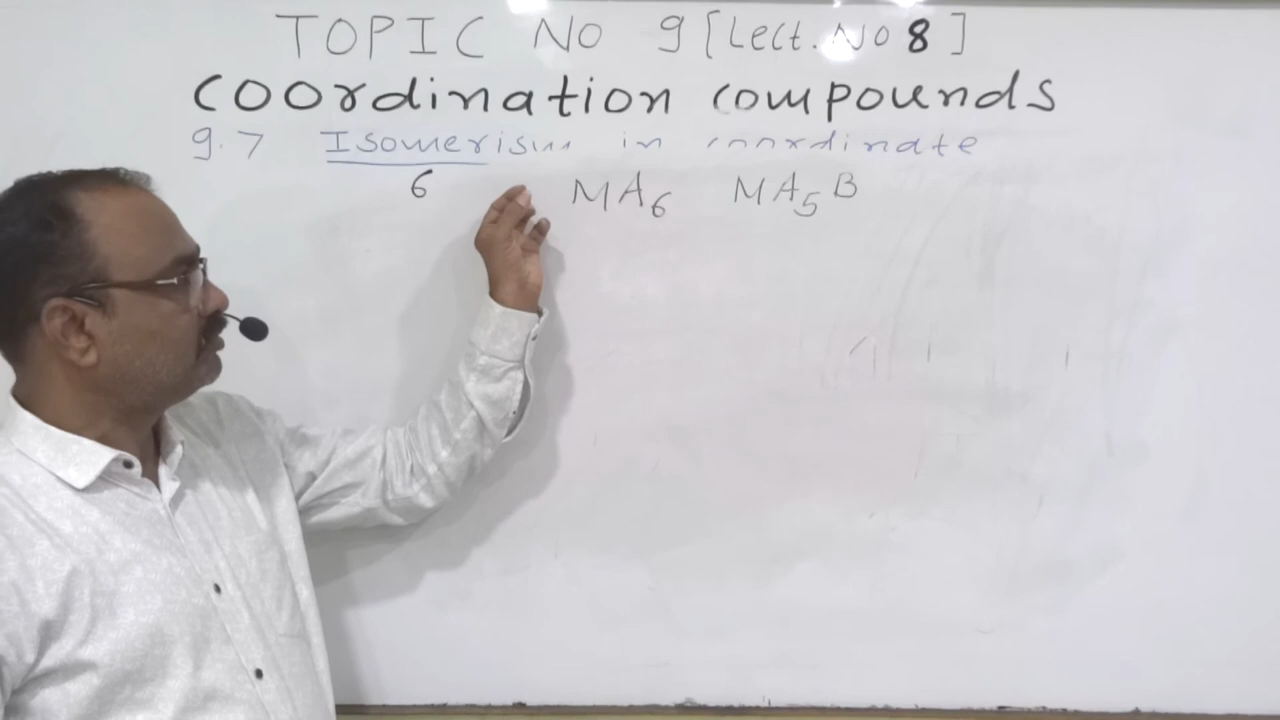 TOPIC NO 9 [Lect. No 8]
coordination compounds
9.7 Isomerism in coordinate
6 MA6 MA5B